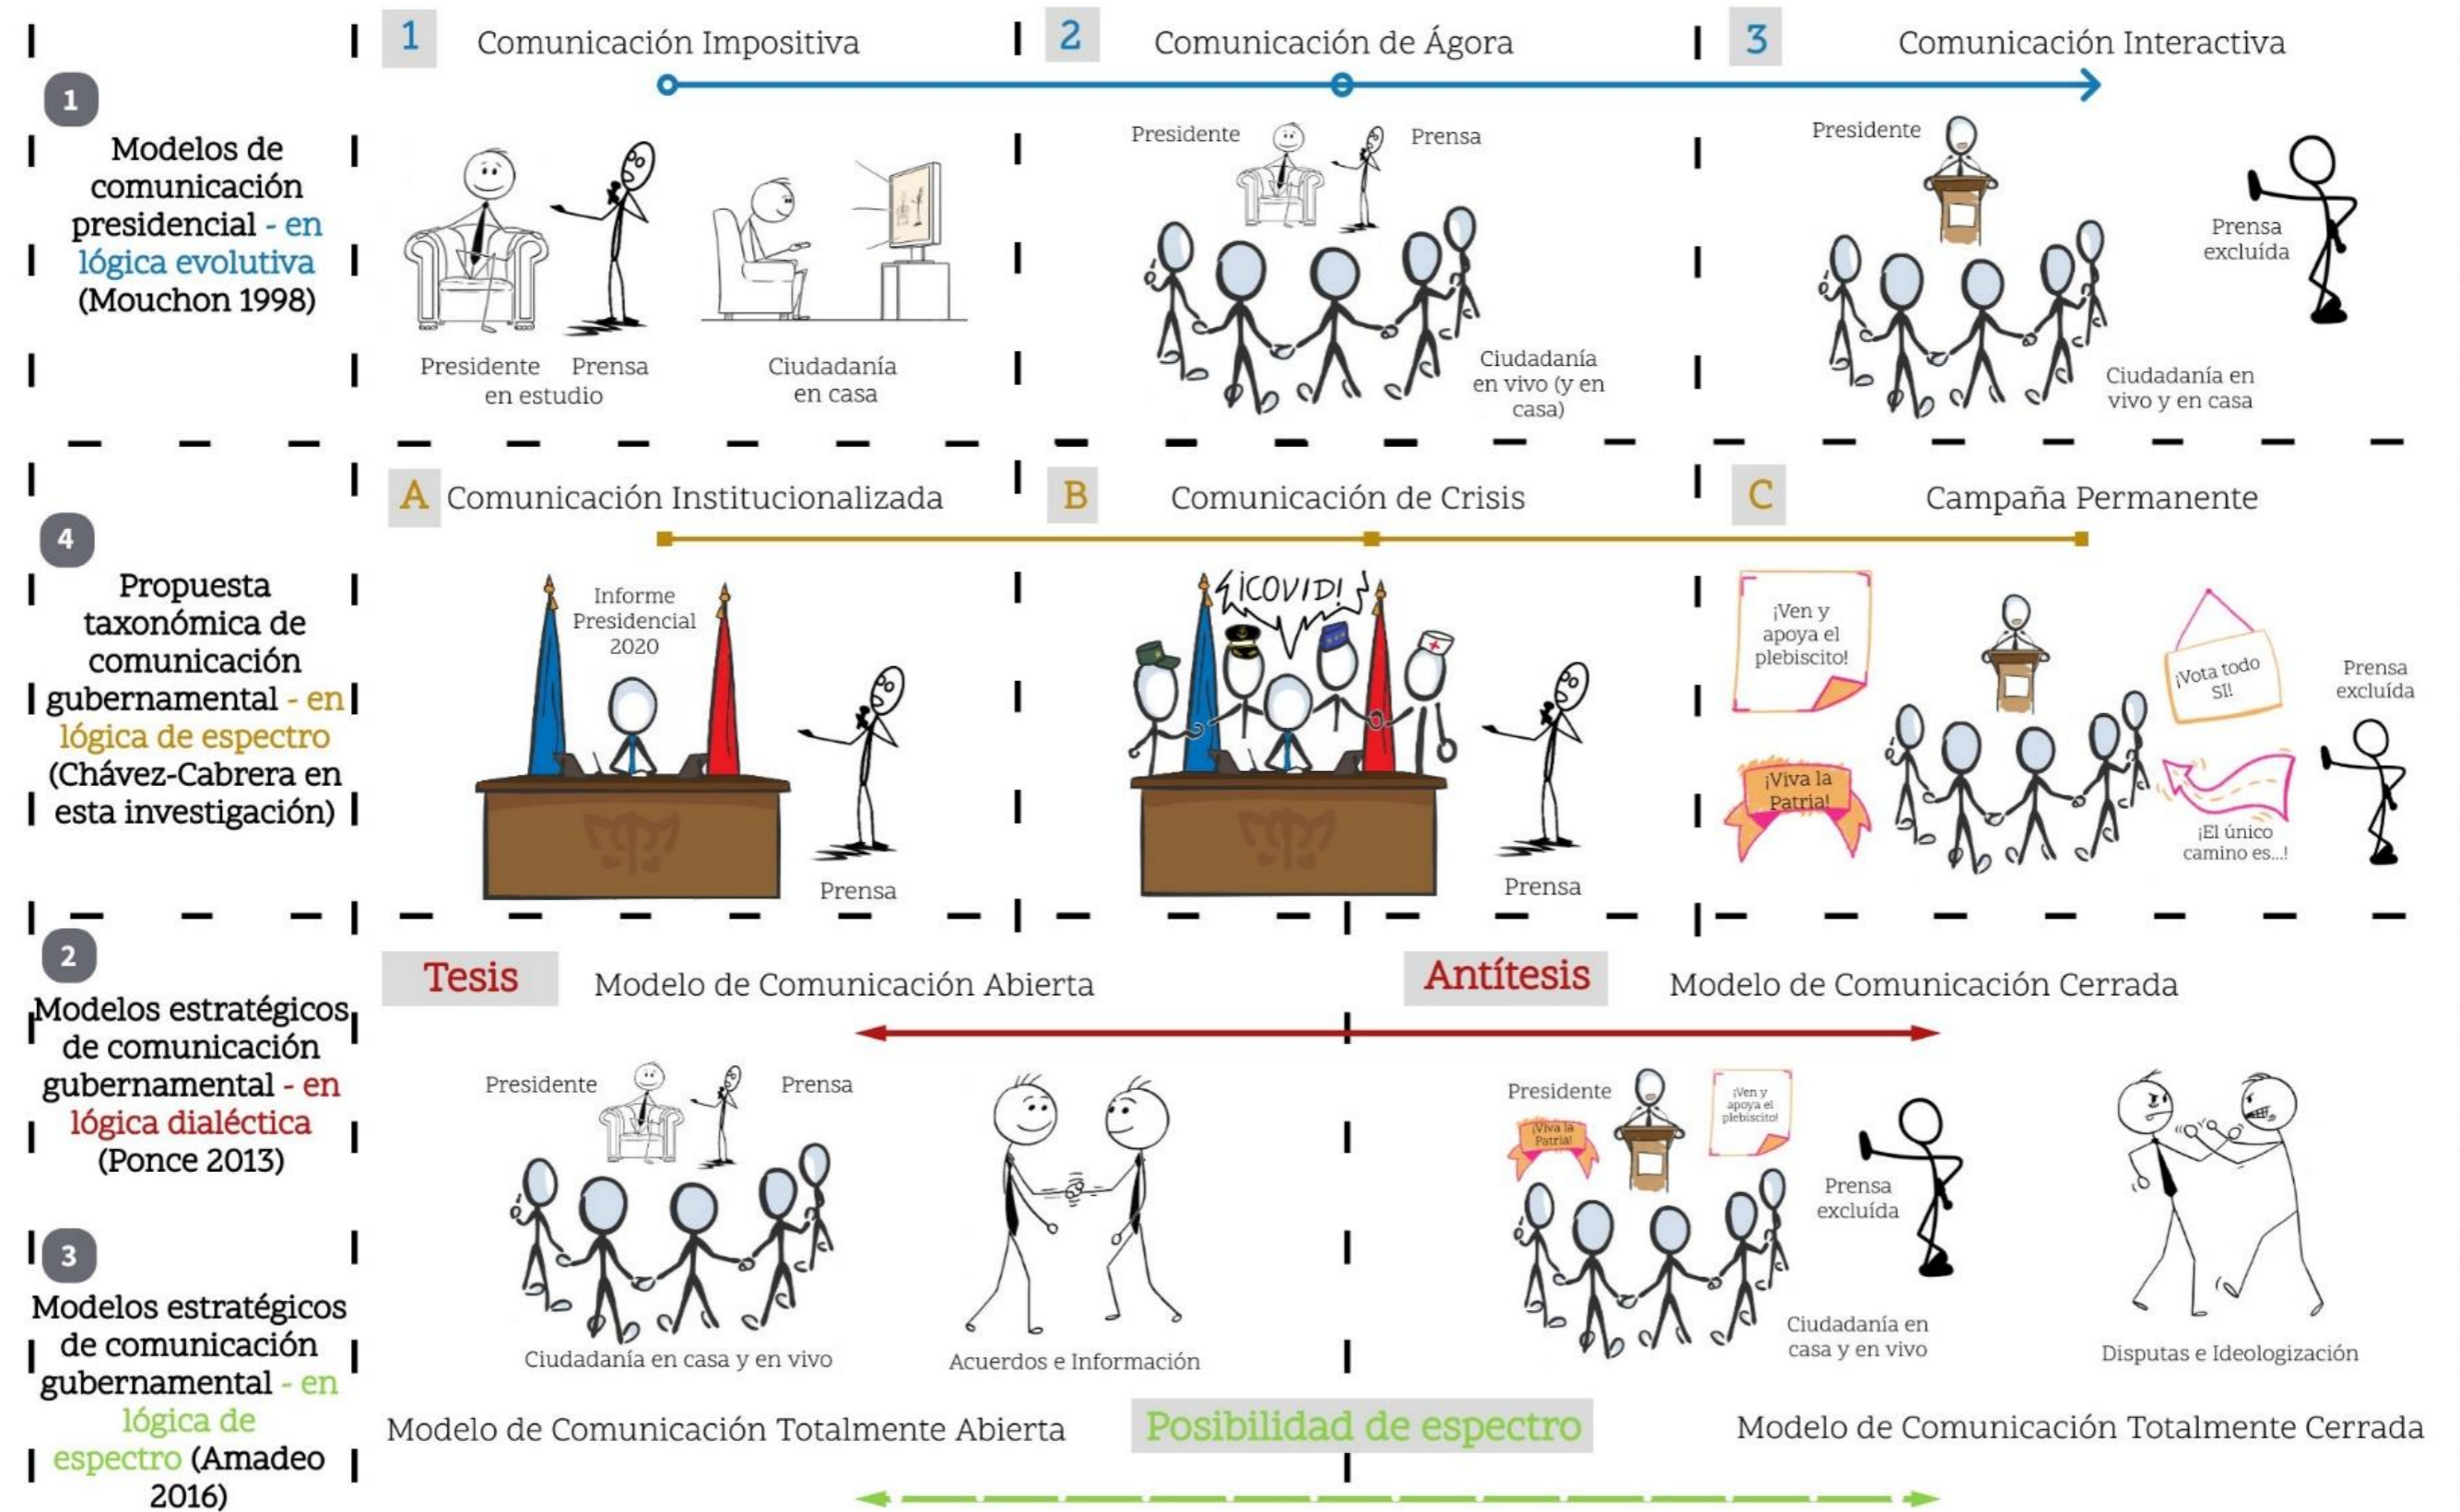 1
Modelos de
comunicación
presidencial - en
lógica evolutiva
(Mouchon 1998)
1
Comunicación Impositiva
Presidente
Prensa
en estudio
Ciudadanía
en casa
2
Comunicación de Ágora
Presidente
Prensa
Ciudadanía
en vivo (y en
casa)
3
Comunicación Interactiva
Presidente
Prensa
excluída
Ciudadanía en
vivo y en casa
4
Propuesta
taxonómica de
comunicación
gubernamental - en
lógica de espectro
(Chávez-Cabrera en
esta investigación)
A
Comunicación Institucionalizada
Informe
Presidencial
2020
Prensa
B
Comunicación de Crisis
¡COVID!
Prensa
C
Campaña Permanente
¡Ven y
apoya el
plebiscito!
¡Vota todo
SI!
Prensa
excluída
¡Viva la
Patria!
¡El único
camino es...!
2
Modelos estratégicos
de comunicación
gubernamental - en
lógica dialéctica
(Ponce 2013)
Tesis
Modelo de Comunicación Abierta
Presidente
Prensa
Ciudadanía en casa y en vivo
Acuerdos e Información
Antítesis
Modelo de Comunicación Cerrada
Presidente
¡Viva la
Patria!
¡Ven y
apoya el
plebiscito!
Prensa
excluída
Ciudadanía en
casa y en vivo
Disputas e Ideologización
3
Modelos estratégicos
de comunicación
gubernamental - en
lógica de
espectro (Amadeo
2016)
Modelo de Comunicación Totalmente Abierta
Posibilidad de espectro
Modelo de Comunicación Totalmente Cerrada